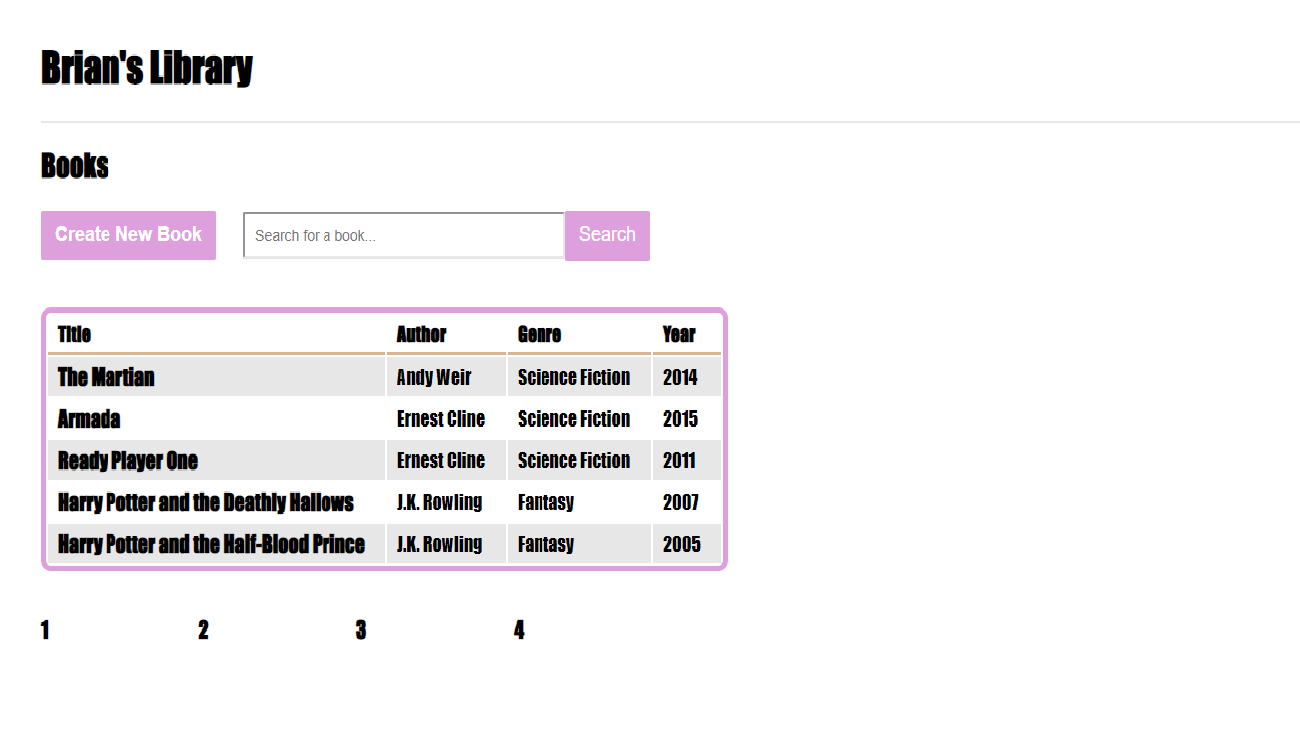 Brian's Library
Books
Create New Book Search for a book... Search
Title Author Genre Year
The Martian Andy Weir Science Fiction 2014
Armada Ernest Cline Science Fiction 2015
Ready Player One Ernest Cline Science Fiction 2011
Harry Potter and the Deathly Hallows J.K. Rowling Fantasy 2007
Harry Potter and the Half-Blood Prince J.K. Rowling Fantasy 2005
1 2 3 4